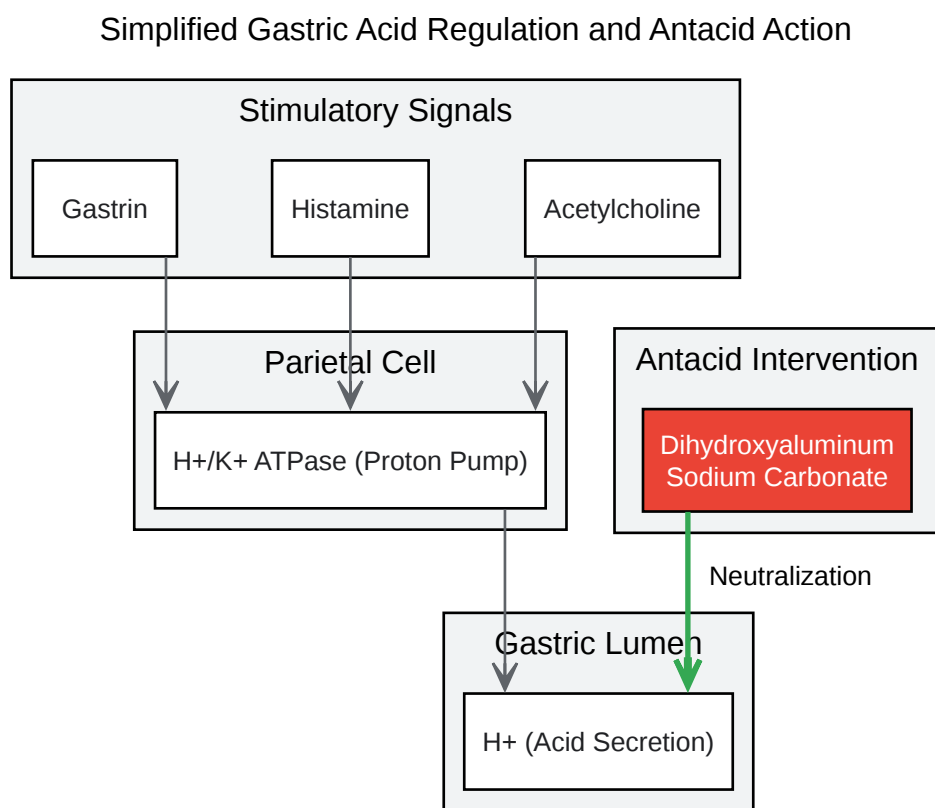 Simplified Gastric Acid Regulation and Antacid Action
Stimulatory Signals
Gastrin
Histamine
Acetylcholine
Parietal Cell
H+/K+ ATPase (Proton Pump)
Antacid Intervention
Dihydroxyaluminum
Sodium Carbonate
Neutralization
Gastric Lumen
H+ (Acid Secretion)